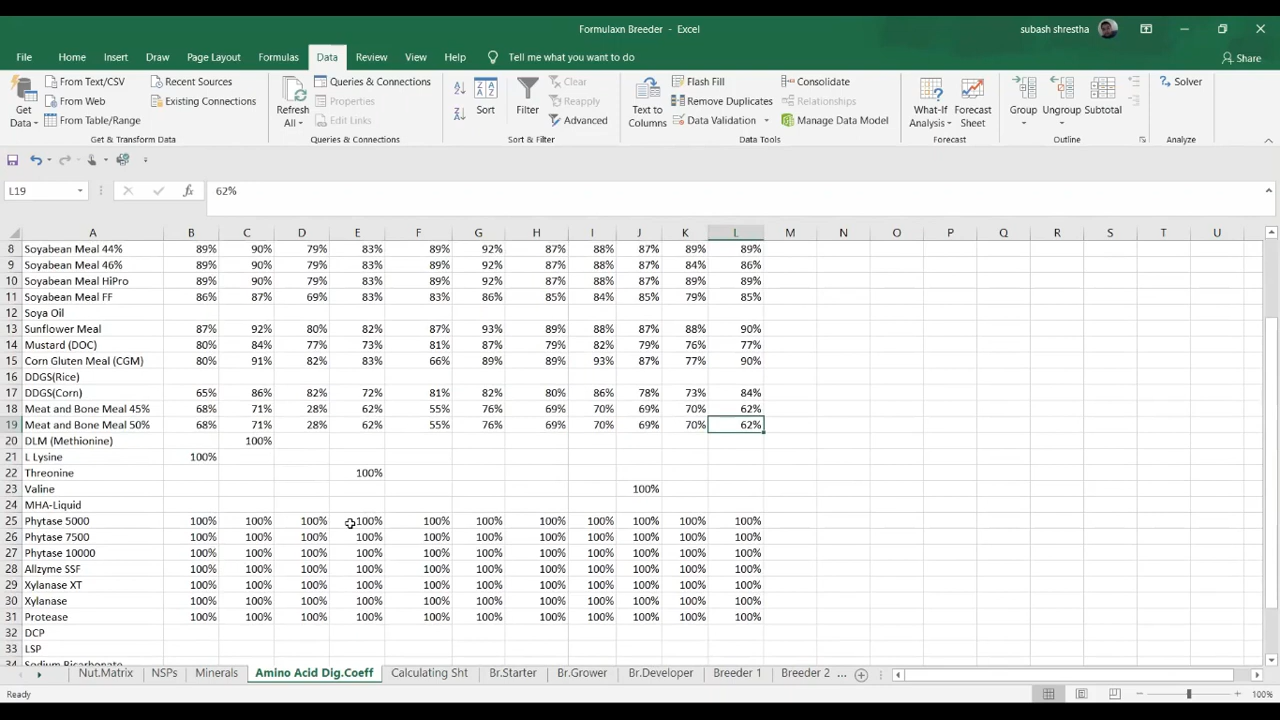 Formulaxn Breeder - Excel
subash shrestha
File Home Insert Draw Page Layout Formulas Data Review View Help Tell me what you want to do Share
Get Data
From Text/CSV
From Web
From Table/Range
Recent Sources
Existing Connections
Get & Transform Data
Refresh All
Queries & Connections
Properties
Edit Links
Queries & Connections
Sort
Filter
Clear
Reapply
Advanced
Sort & Filter
Text to Columns
Flash Fill
Remove Duplicates
Data Validation
Consolidate
Relationships
Manage Data Model
Data Tools
What-If Analysis
Forecast Sheet
Forecast
Group
Ungroup
Subtotal
Outline
Solver
Analyze
L19 fx 62%
A B C D E F G H I J K L M N O P Q R S T U
8 Soyabean Meal 44% 89% 90% 79% 83% 89% 92% 87% 88% 87% 89% 89%
9 Soyabean Meal 46% 89% 90% 79% 83% 89% 92% 87% 88% 87% 84% 86%
10 Soyabean Meal HiPro 89% 90% 79% 83% 89% 92% 87% 88% 87% 89% 89%
11 Soyabean Meal FF 86% 87% 69% 83% 83% 86% 85% 84% 85% 79% 85%
12 Soya Oil
13 Sunflower Meal 87% 92% 80% 82% 87% 93% 89% 88% 87% 88% 90%
14 Mustard (DOC) 80% 84% 77% 73% 81% 87% 79% 82% 79% 76% 77%
15 Corn Gluten Meal (CGM) 80% 91% 82% 83% 66% 89% 89% 93% 87% 77% 90%
16 DDGS(Rice)
17 DDGS(Corn) 65% 86% 82% 72% 81% 82% 80% 86% 78% 73% 84%
18 Meat and Bone Meal 45% 68% 71% 28% 62% 55% 76% 69% 70% 69% 70% 62%
19 Meat and Bone Meal 50% 68% 71% 28% 62% 55% 76% 69% 70% 69% 70% 62%
20 DLM (Methionine) 100%
21 L Lysine 100%
22 Threonine 100%
23 Valine 100%
24 MHA-Liquid
25 Phytase 5000 100% 100% 100% 100% 100% 100% 100% 100% 100% 100% 100%
26 Phytase 7500 100% 100% 100% 100% 100% 100% 100% 100% 100% 100% 100%
27 Phytase 10000 100% 100% 100% 100% 100% 100% 100% 100% 100% 100% 100%
28 Allzyme SSF 100% 100% 100% 100% 100% 100% 100% 100% 100% 100% 100%
29 Xylanase XT 100% 100% 100% 100% 100% 100% 100% 100% 100% 100% 100%
30 Xylanase 100% 100% 100% 100% 100% 100% 100% 100% 100% 100% 100%
31 Protease 100% 100% 100% 100% 100% 100% 100% 100% 100% 100% 100%
32 DCP
33 LSP
34 Sodium Bicarbonate
Nut.Matrix NSPs Minerals Amino Acid Dig.Coeff Calculating Sht Br.Starter Br.Grower Br.Developer Breeder 1 Breeder 2 ...
Ready 100%